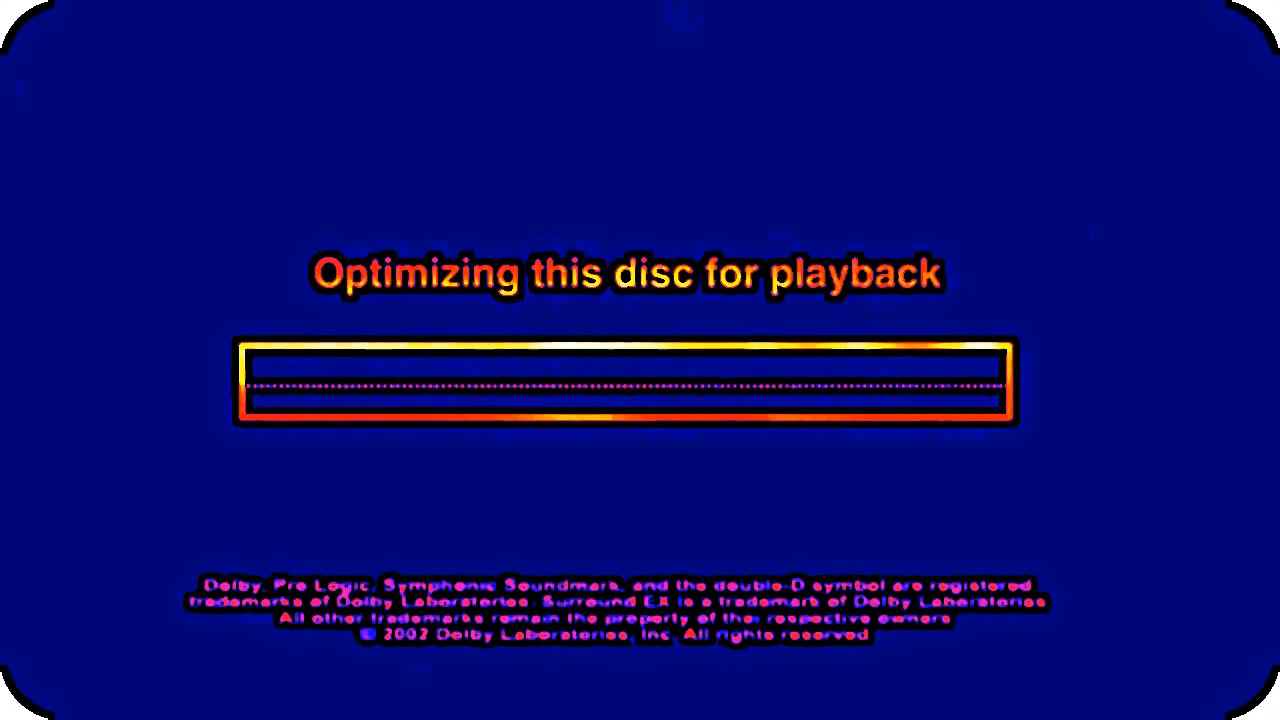 Optimizing this disc for playback
Dolby, Pro Logic, Symphonic Soundmark, and the double-D symbol are registered
trademarks of Dolby Laboratories. Surround EX is a trademark of Dolby Laboratories
All other trademarks remain the property of the respective owners
© 2002 Dolby Laboratories, Inc. All rights reserved